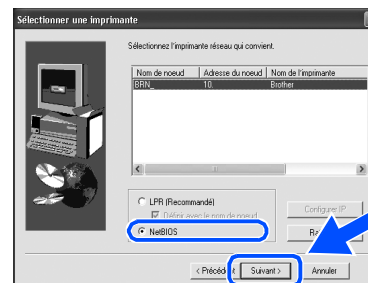 Sélectionner une imprimante
Sélectionnez l'imprimante réseau qui convient.
Nom de noeud Adresse du noeud Nom de l'imprimante
BRN_ 10. Brother
LPR (Recommandé)
Définir avec le nom de noeud
NetBIOS
Configurer IP
< Précédent
Suivant >
Annuler